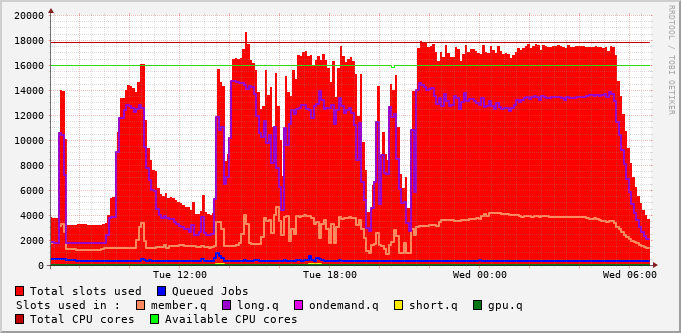 20000
18000
16000
14000
12000
10000
8000
6000
4000
2000
0
Tue 12:00 Tue 18:00 Wed 00:00 Wed 06:00
RRDTOOL / TOBI OETIKER
Total slots used Queued Jobs
Slots used in : member.q long.q ondemand.q short.q gpu.q
Total CPU cores Available CPU cores